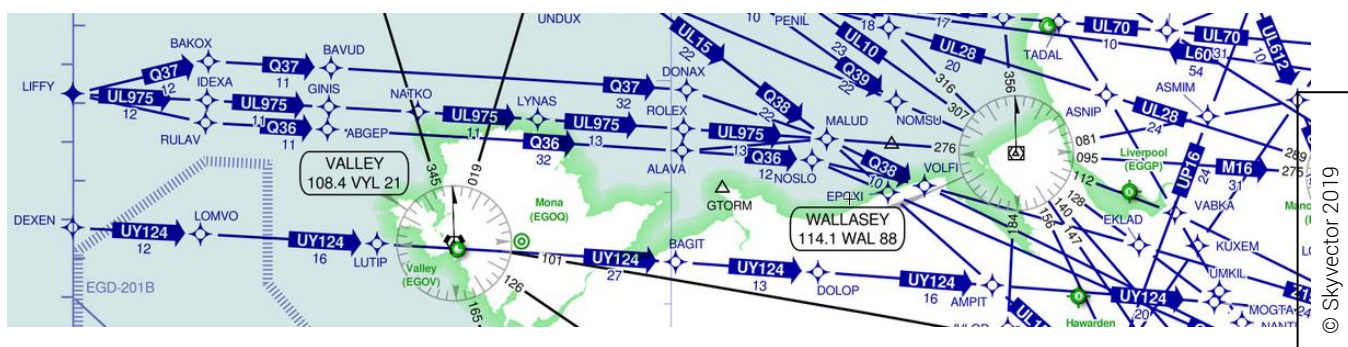 UNDUX
10
PENIL
18
17
UL70
10
UL70
31
L60
54
UL612
10
TADAL
BAKOX
Q37
12
Q37
11
BAVUD
UL15
22
UL10
23
UL28
20
Q39
22
316
307
356
LIFFY
IDEXA
UL975
12
UL975
11
GINIS
NATKO
UL975
11
LYNAS
UL975
13
Q37
32
DONAX
ROLEX
UL975
13
Q38
22
MALUD
NOMSU
276
ASNIP
ASMIM
UL28
24
081
095
289
275
RULAV
Q36
11
ABGEP
Q36
32
ALAVA
Q36
12
NOSLO
Q38
10
VOLFI
EPOXI
Liverpool
(EGGP)
M16
31
UP16
24
112
128
140
147
156
184
VALLEY
108.4 VYL 21
345
019
Mona
(EGOQ)
GTORM
WALLASEY
114.1 WAL 88
EKLAD
VABKA
KUXEM
UMKIL
DEXEN
UY124
12
LOMVO
UY124
16
LUTIP
Valley
(EGOV)
101
126
165
UY124
27
BAGIT
UY124
13
DOLOP
UY124
16
AMPIT
UY124
20
MOGTA
24
Hawarden
EGD-201B
© Skyvector 2019